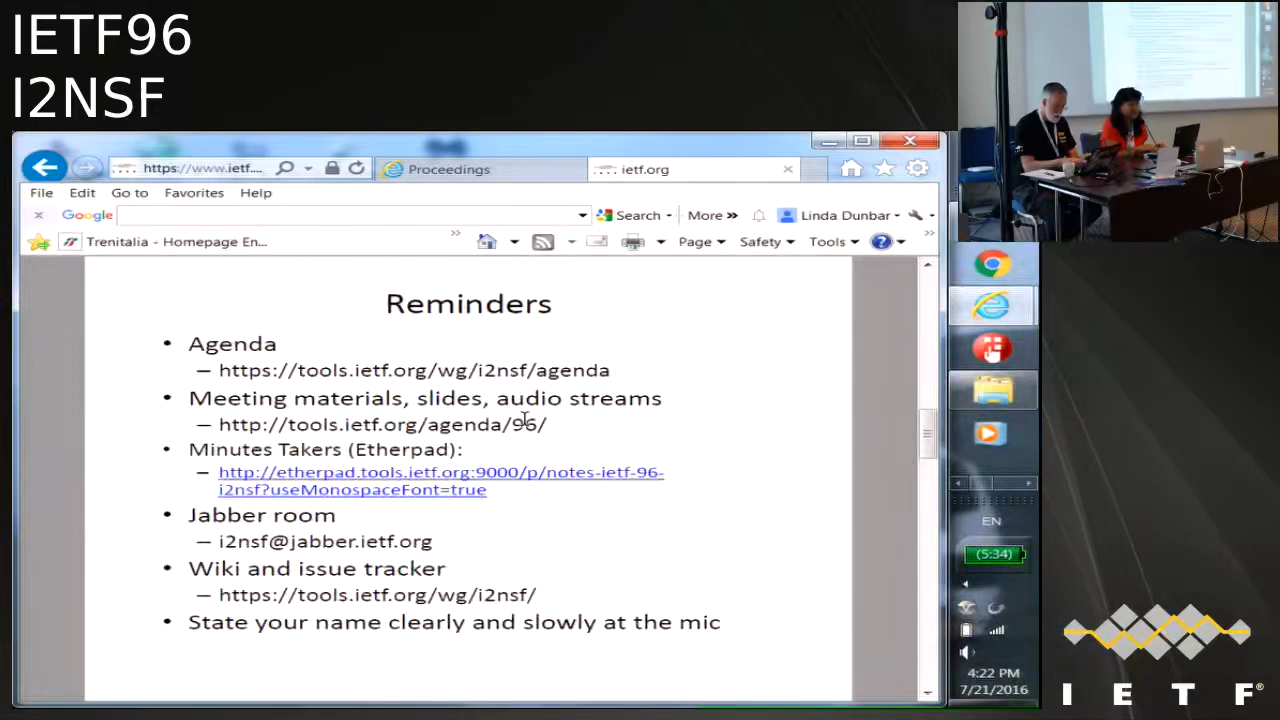 IETF96
I2NSF
https://www.ietf....
Proceedings
ietf.org
File Edit Go to Favorites Help
Google
Search
More »
Linda Dunbar
Trenitalia - Homepage En...
Page
Safety
Tools
Reminders
• Agenda
– https://tools.ietf.org/wg/i2nsf/agenda
• Meeting materials, slides, audio streams
– http://tools.ietf.org/agenda/96/
• Minutes Takers (Etherpad):
– http://etherpad.tools.ietf.org:9000/p/notes-ietf-96-
i2nsf?useMonospaceFont=true
• Jabber room
– i2nsf@jabber.ietf.org
• Wiki and issue tracker
– https://tools.ietf.org/wg/i2nsf/
• State your name clearly and slowly at the mic
EN
(5:34)
4:22 PM
7/21/2016
I E T F®